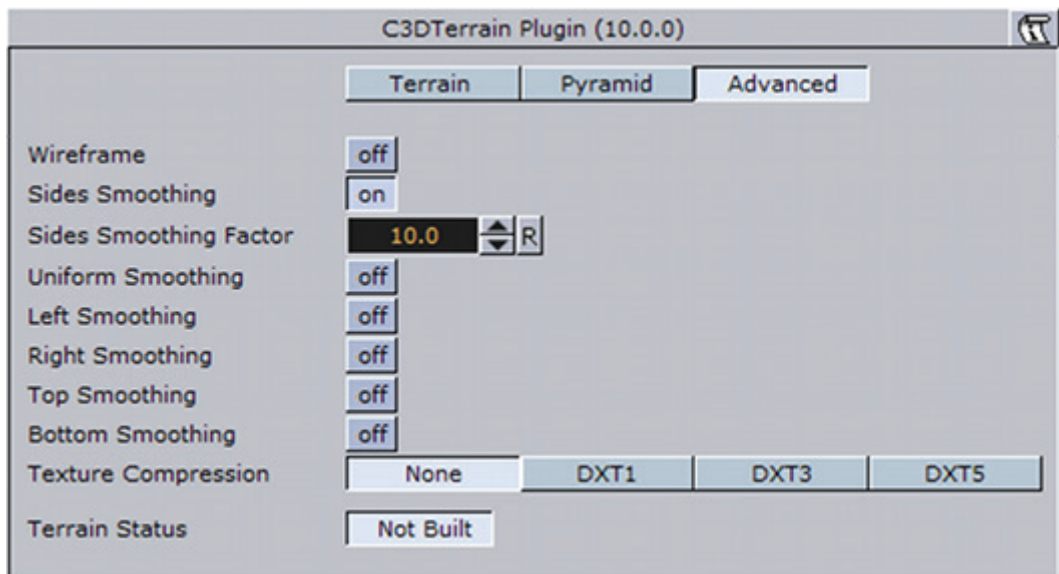 C3DTerrain Plugin (10.0.0)
Terrain Pyramid Advanced
Wireframe off
Sides Smoothing on
Sides Smoothing Factor 10.0 R
Uniform Smoothing off
Left Smoothing off
Right Smoothing off
Top Smoothing off
Bottom Smoothing off
Texture Compression None DXT1 DXT3 DXT5
Terrain Status Not Built